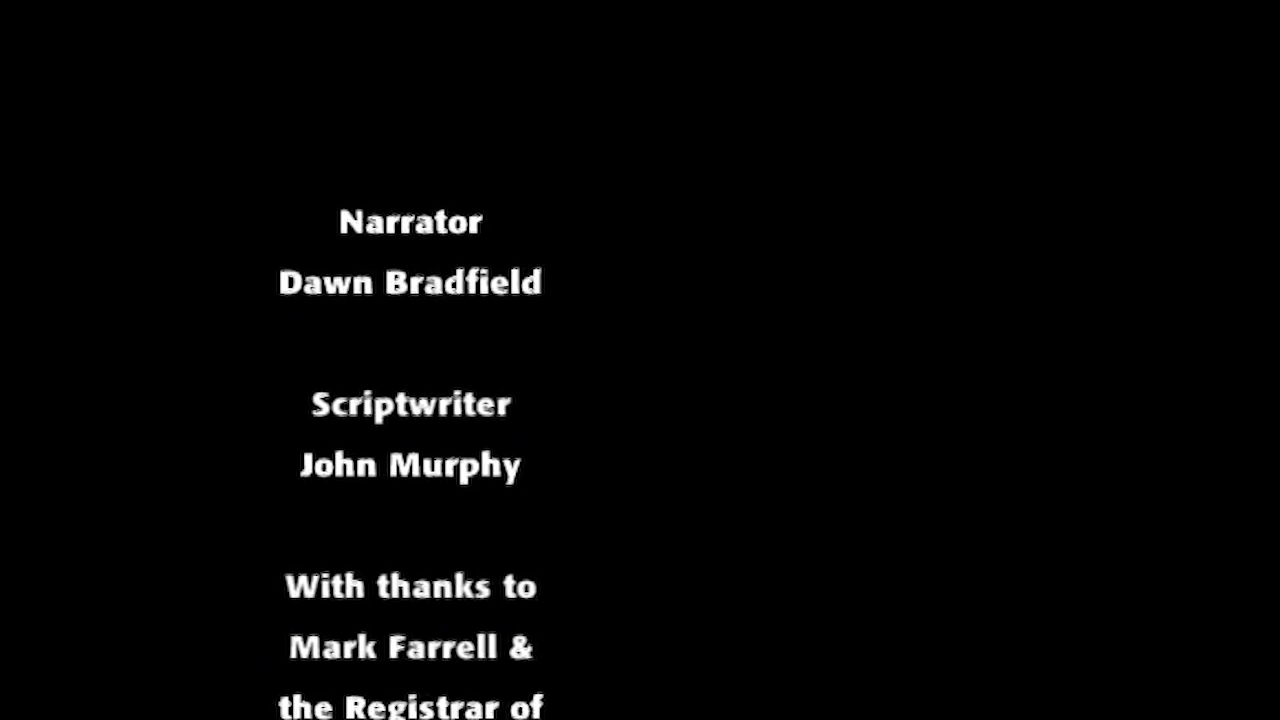 Narrator
Dawn Bradfield
Scriptwriter
John Murphy
With thanks to
Mark Farrell &
the Registrar of